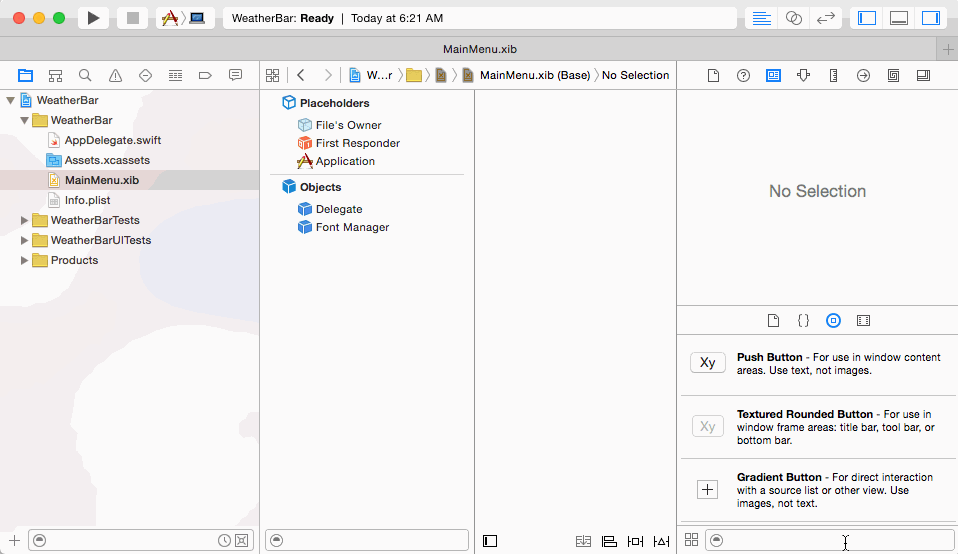 WeatherBar: Ready | Today at 6:21 AM
MainMenu.xib
W...r
MainMenu.xib (Base)
No Selection
WeatherBar
WeatherBar
AppDelegate.swift
Assets.xcassets
MainMenu.xib
Info.plist
WeatherBarTests
WeatherBarUITests
Products
Placeholders
File's Owner
First Responder
Application
Objects
Delegate
Font Manager
No Selection
Xy
Push Button - For use in window content
areas. Use text, not images.
Xy
Textured Rounded Button - For use in
window frame areas: title bar, tool bar, or
bottom bar.
Gradient Button - For direct interaction
with a source list or other view. Use
images, not text.